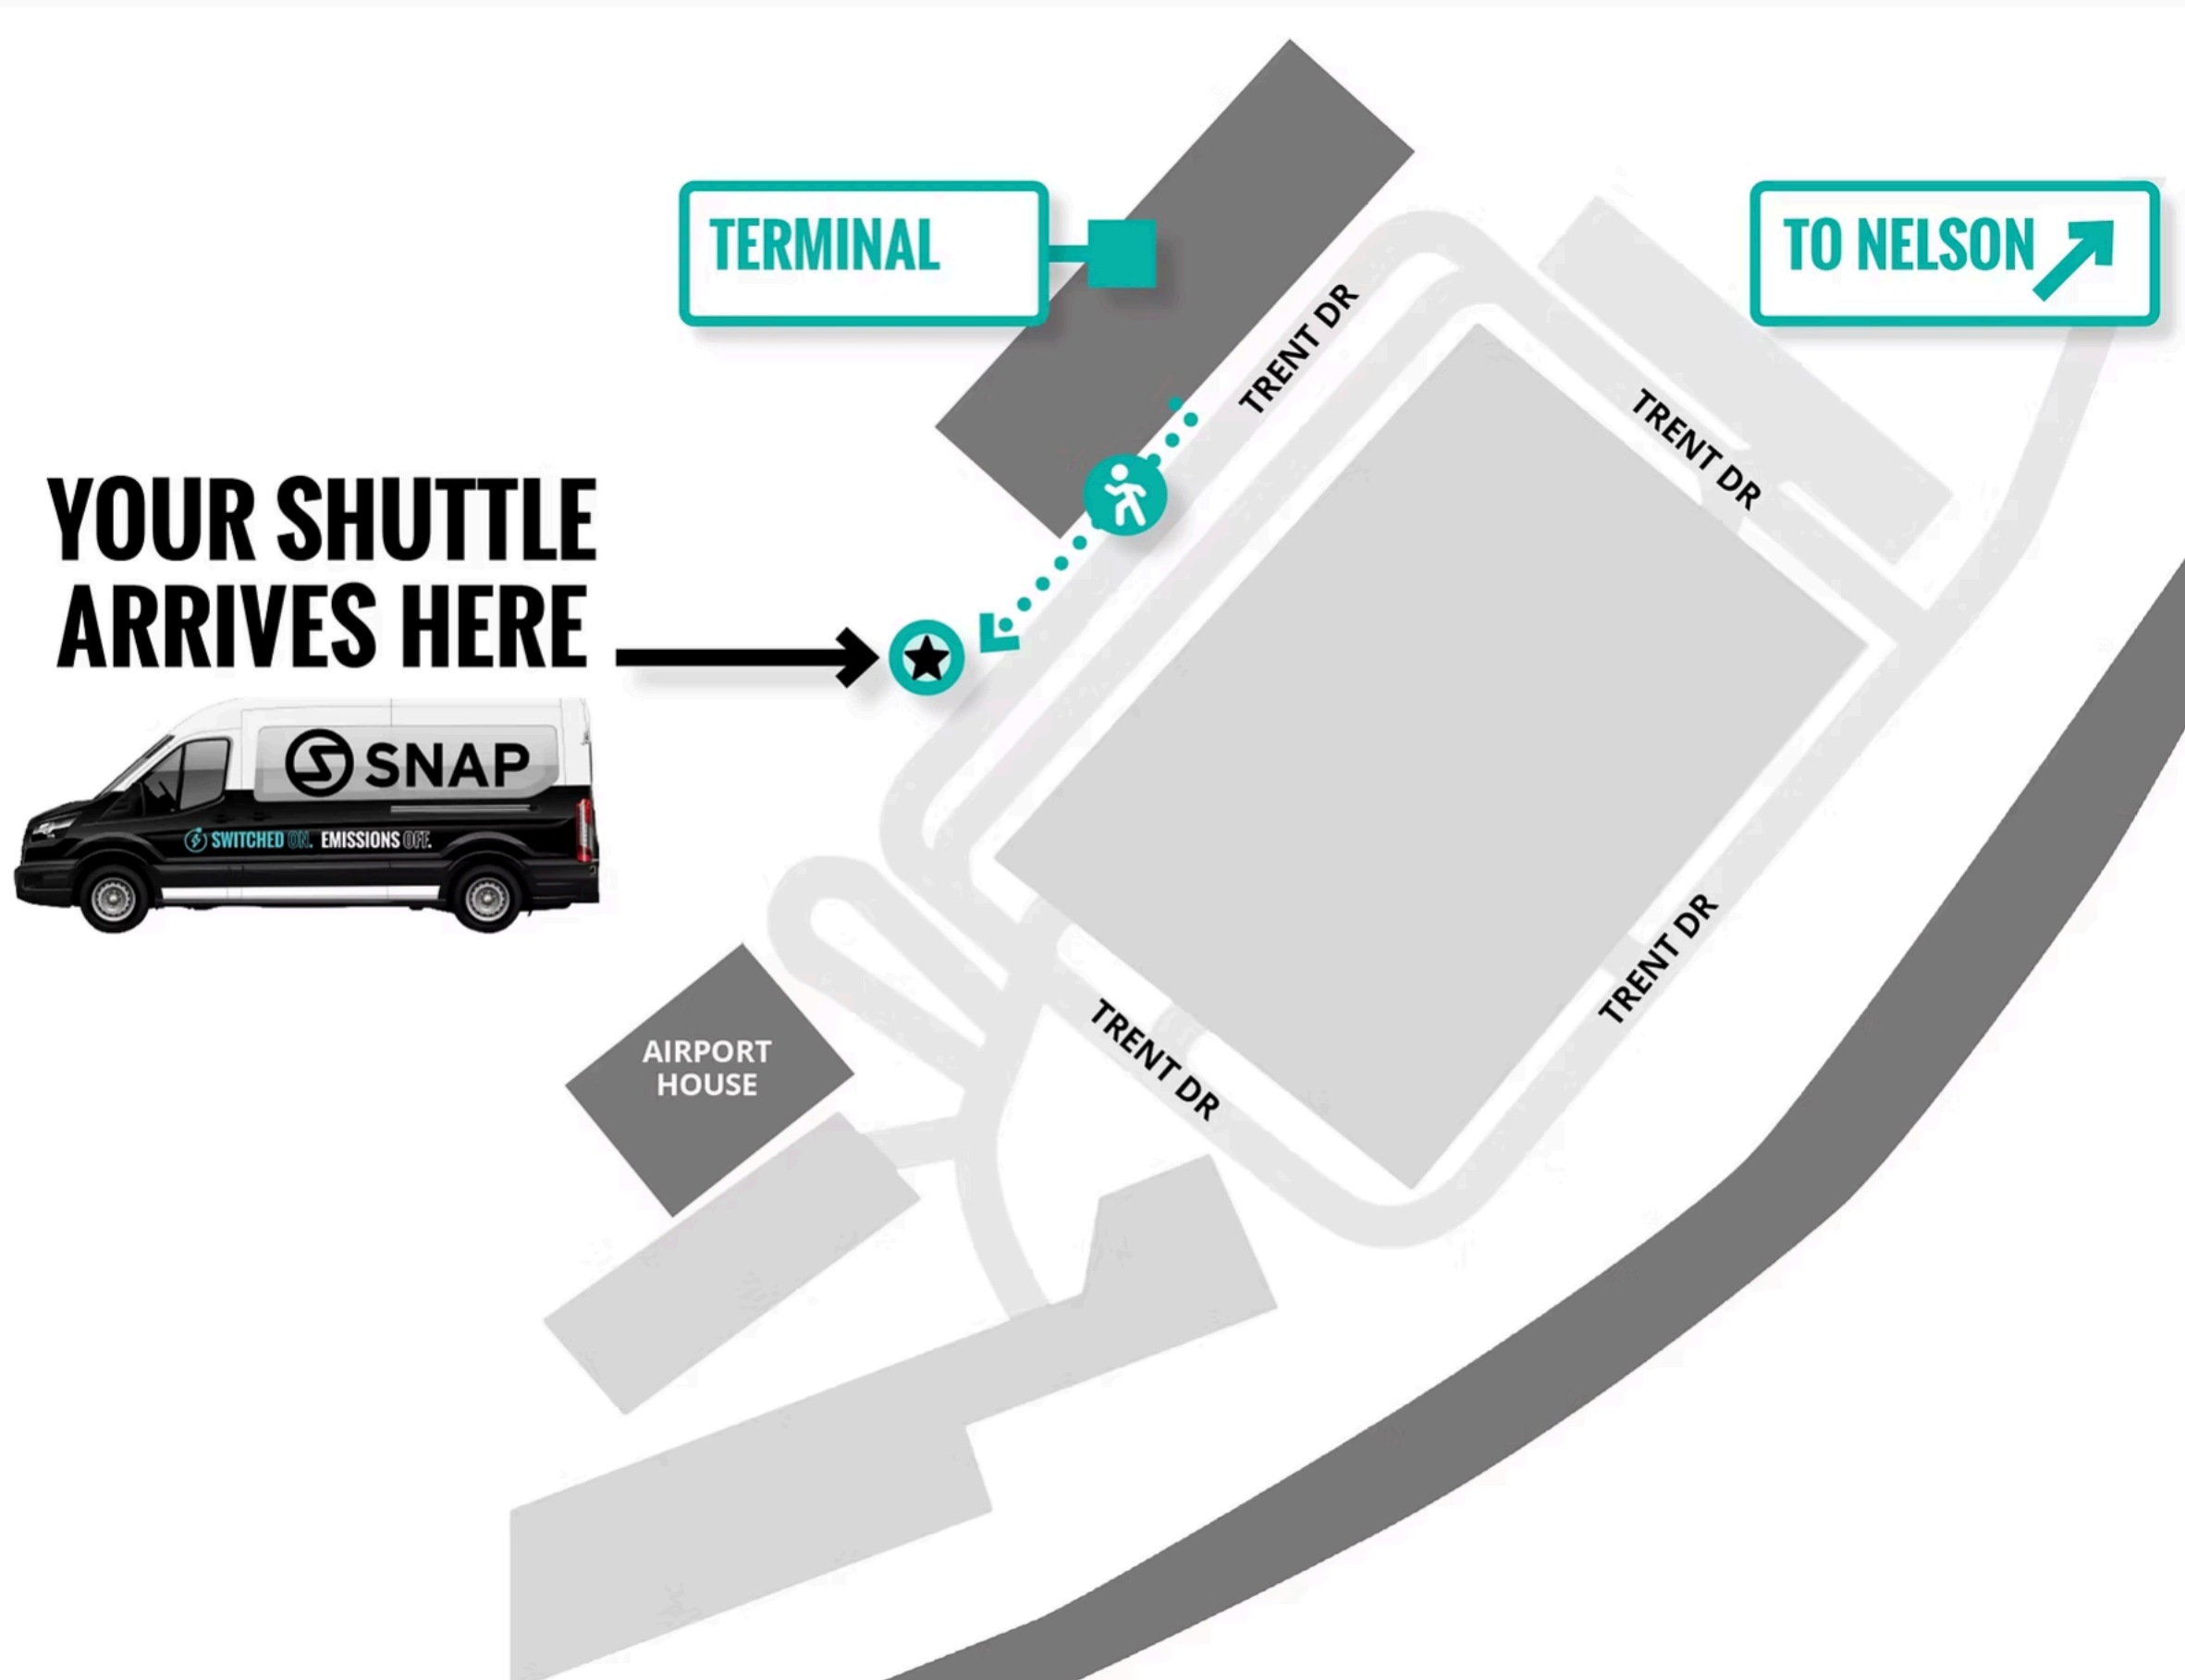 TERMINAL
TO NELSON
TRENT DR
TRENT DR
YOUR SHUTTLE
ARRIVES HERE
SNAP
SWITCHED ON. EMISSIONS OFF.
TRENT DR
TRENT DR
AIRPORT
HOUSE